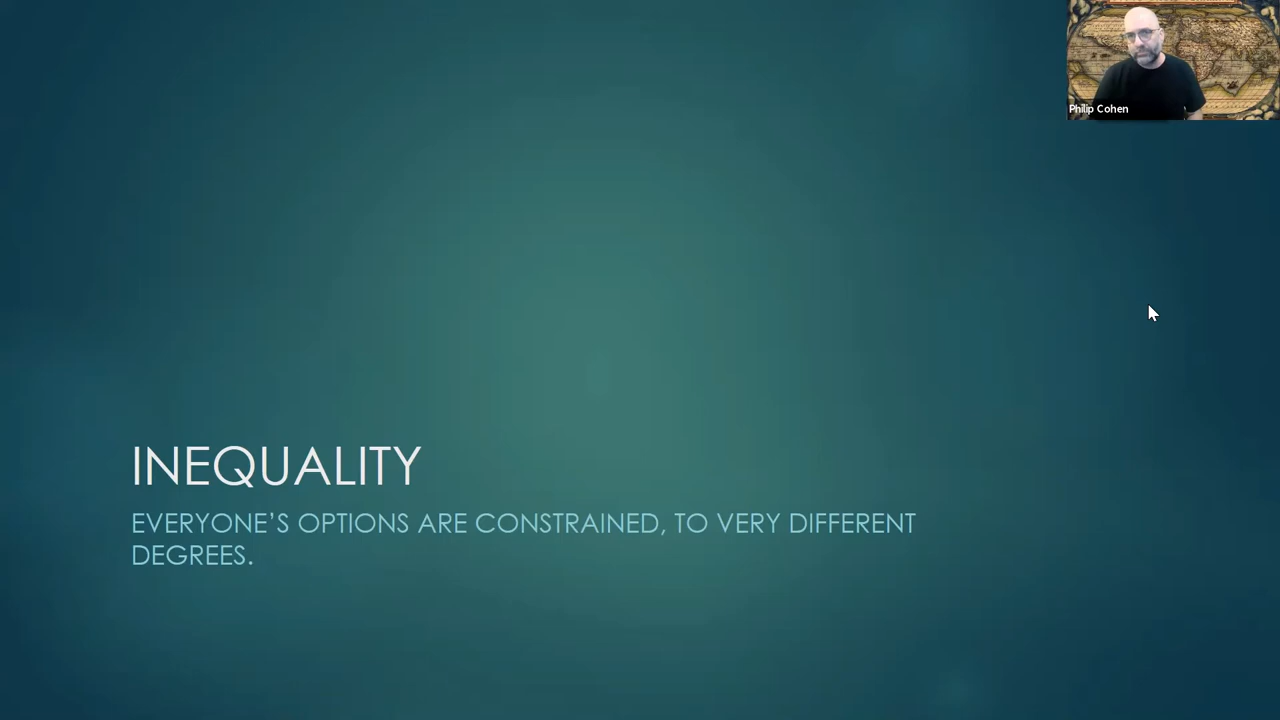 Philip Cohen
INEQUALITY
EVERYONE’S OPTIONS ARE CONSTRAINED, TO VERY DIFFERENT
DEGREES.